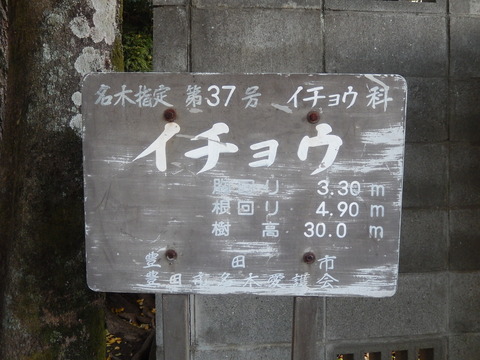 名木指定 第37号 イチョウ科
イチョウ
胴回り 3.30 m
根回り 4.90 m
樹高 30.0 m
豊田市
豊田市名木愛護会